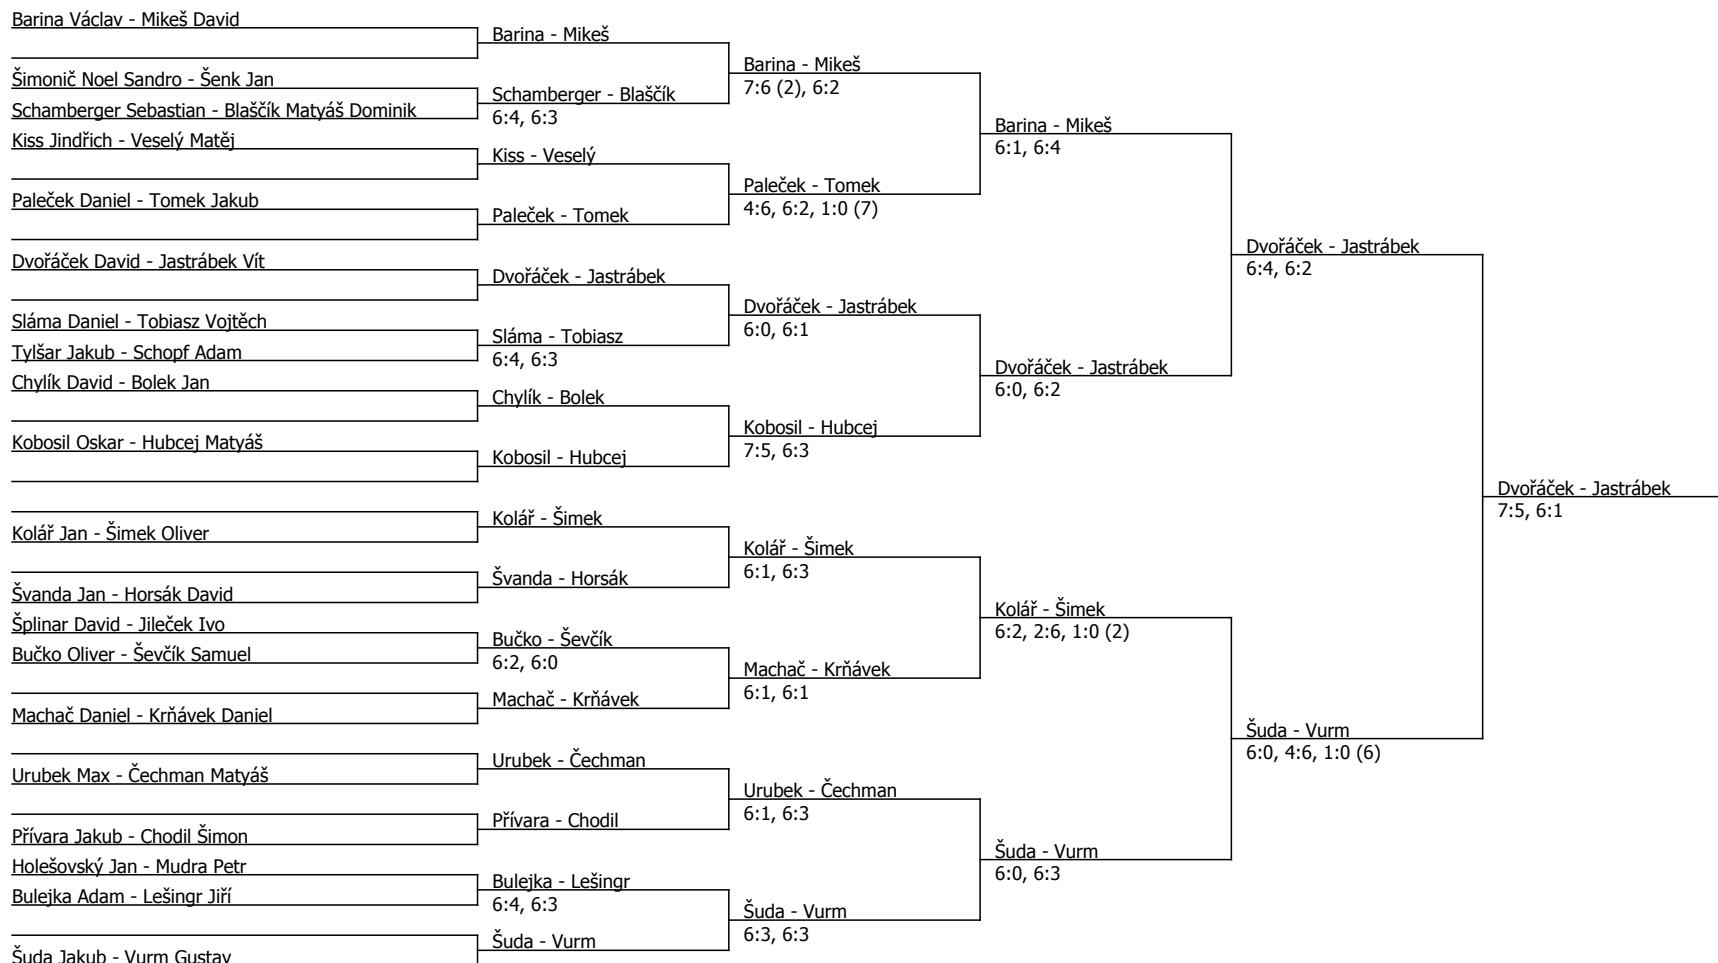 Barina Václav - Mikeš David
Šimonič Noel Sandro - Šenk Jan
Schamberger Sebastian - Blaščík Matyáš Dominik
Kiss Jindřich - Veselý Matěj
Paleček Daniel - Tomek Jakub
Dvořáček David - Jastrábek Vít
Sláma Daniel - Tobiasz Vojtěch
Tylšar Jakub - Schopf Adam
Chylík David - Bolek Jan
Kobosil Oskar - Hubcej Matyáš
Kolář Jan - Šimek Oliver
Švanda Jan - Horsák David
Šplinar David - Jileček Ivo
Bučko Oliver - Ševčík Samuel
Machač Daniel - Krňávek Daniel
Urubek Max - Čechman Matyáš
Přívara Jakub - Chodil Šimon
Holešovský Jan - Mudra Petr
Bulejka Adam - Lešingr Jiří
Šuda Jakub - Vurm Gustav
Barina - Mikeš
Schamberger - Blaščík
6:4, 6:3
Kiss - Veselý
Paleček - Tomek
Dvořáček - Jastrábek
Sláma - Tobiasz
6:4, 6:3
Chylík - Bolek
Kobosil - Hubcej
Kolář - Šimek
Švanda - Horsák
Bučko - Ševčík
6:2, 6:0
Machač - Krňávek
Urubek - Čechman
Přívara - Chodil
Bulejka - Lešingr
6:4, 6:3
Šuda - Vurm
Barina - Mikeš
7:6 (2), 6:2
Paleček - Tomek
4:6, 6:2, 1:0 (7)
Dvořáček - Jastrábek
6:0, 6:1
Kobosil - Hubcej
7:5, 6:3
Kolář - Šimek
6:1, 6:3
Machač - Krňávek
6:1, 6:1
Urubek - Čechman
6:1, 6:3
Šuda - Vurm
6:3, 6:3
Barina - Mikeš
6:1, 6:4
Dvořáček - Jastrábek
6:0, 6:2
Kolář - Šimek
6:2, 2:6, 1:0 (2)
Šuda - Vurm
6:0, 6:3
Dvořáček - Jastrábek
6:4, 6:2
Šuda - Vurm
6:0, 4:6, 1:0 (6)
Dvořáček - Jastrábek
7:5, 6:1